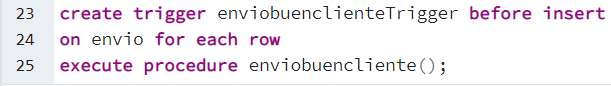 23 create trigger enviobuenclienteTrigger before insert
24 on envio for each row
25 execute procedure enviobuencliente();